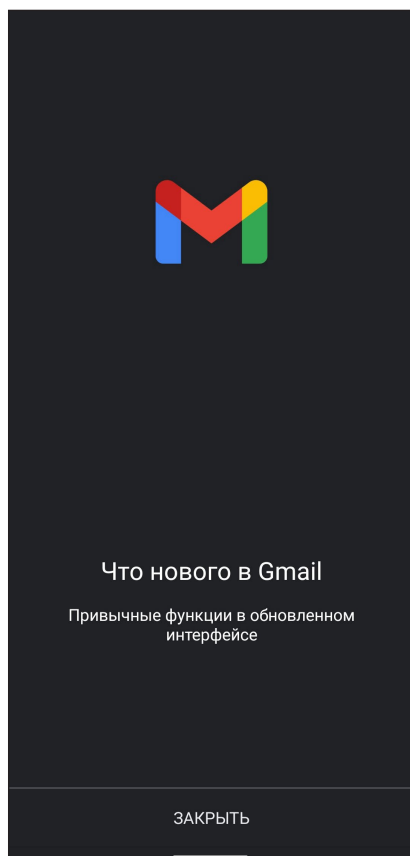 Что нового в Gmail
Привычные функции в обновленном
интерфейсе
ЗАКРЫТЬ